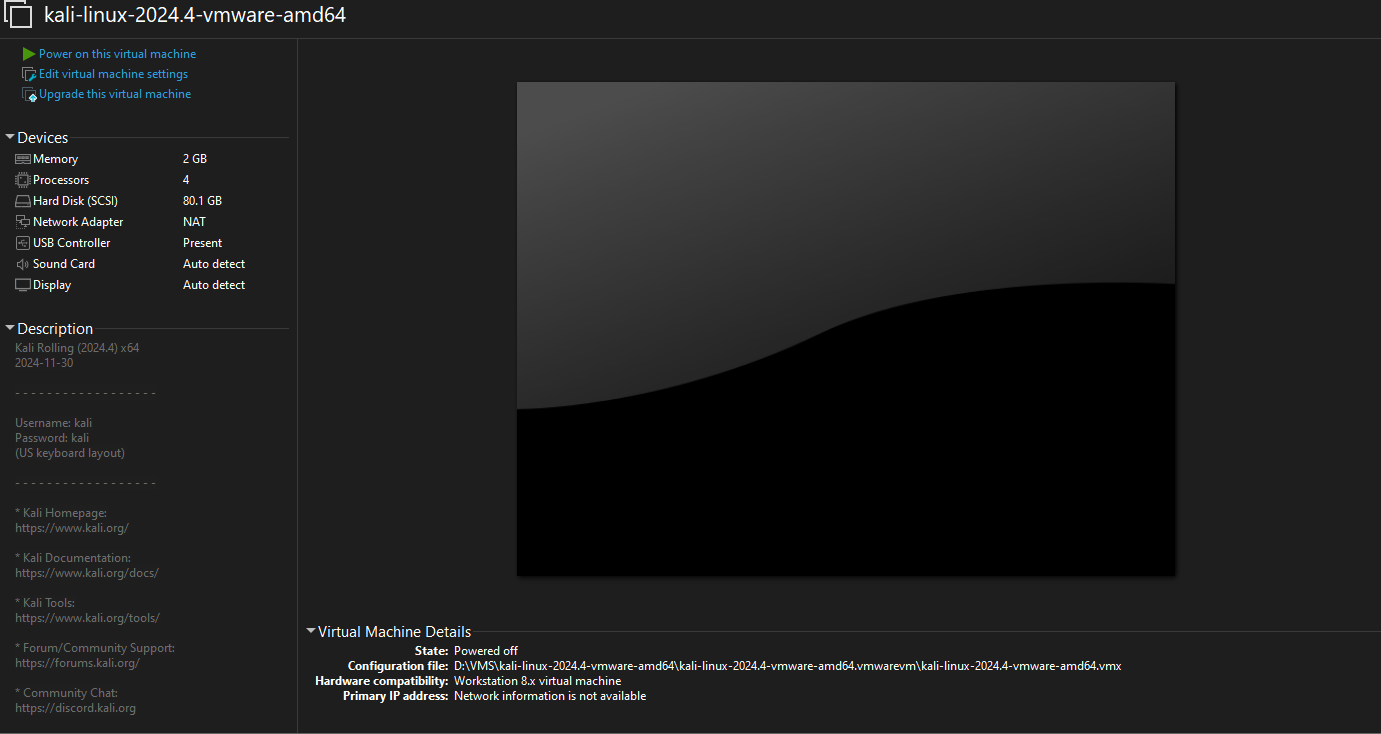 kali-linux-2024.4-vmware-amd64
Power on this virtual machine
Edit virtual machine settings
Upgrade this virtual machine
Devices
Memory 2 GB
Processors 4
Hard Disk (SCSI) 80.1 GB
Network Adapter NAT
USB Controller Present
Sound Card Auto detect
Display Auto detect
Description
Kali Rolling (2024.4) x64
2024-11-30
- - - - - - - - - - - - - - - - - -
Username: kali
Password: kali
(US keyboard layout)
- - - - - - - - - - - - - - - - - -
* Kali Homepage:
https://www.kali.org/
* Kali Documentation:
https://www.kali.org/docs/
* Kali Tools:
https://www.kali.org/tools/
* Forum/Community Support:
https://forums.kali.org/
* Community Chat:
https://discord.kali.org
Virtual Machine Details
State: Powered off
Configuration file: D:\VMS\kali-linux-2024.4-vmware-amd64\kali-linux-2024.4-vmware-amd64.vmwarevm\kali-linux-2024.4-vmware-amd64.vmx
Hardware compatibility: Workstation 8.x virtual machine
Primary IP address: Network information is not available